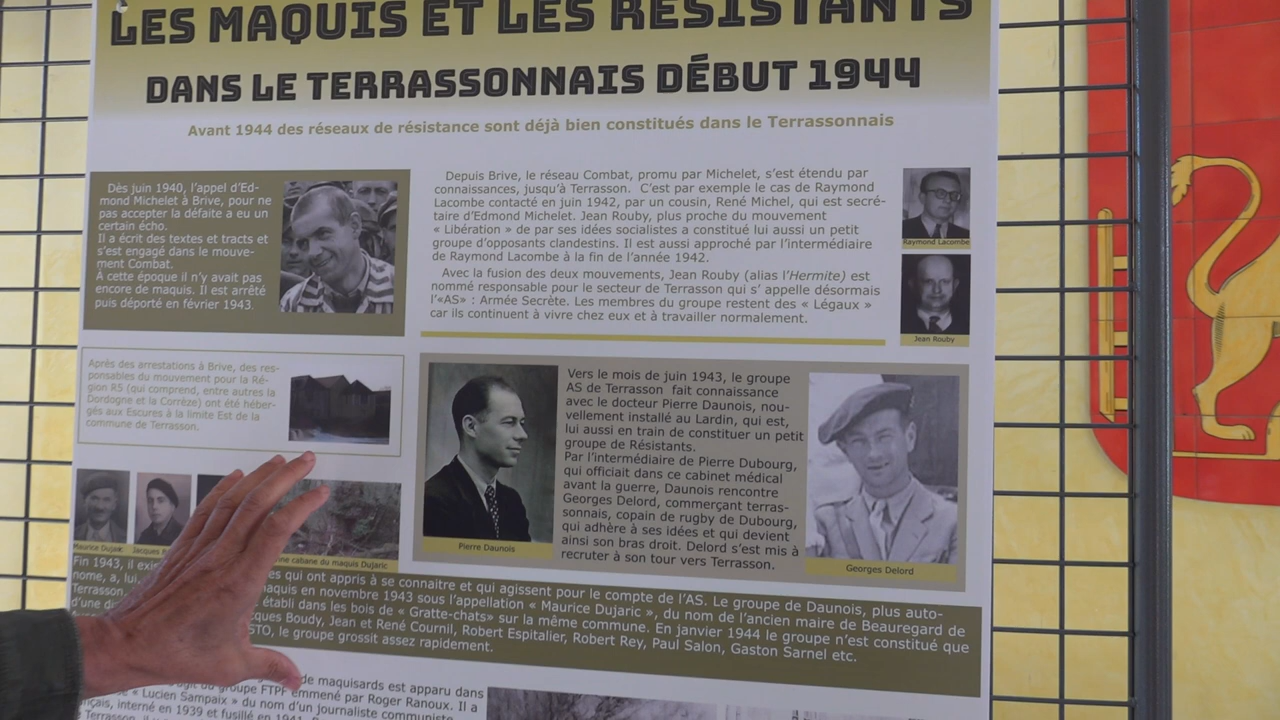 LES MAQUIS ET LES RÉSISTANTS
DANS LE TERRASSONNAIS DÉBUT 1944
Avant 1944 des réseaux de résistance sont déjà bien constitués dans le Terrassonnais
Dès juin 1940, l'appel d'Ed-
mond Michelet à Brive, pour ne
pas accepter la défaite a eu un
certain écho.
Il a écrit des textes et tracts et
s'est engagé dans le mouve-
ment Combat.
À cette époque il n'y avait pas
encore de maquis. Il est arrêté
puis déporté en février 1943.
Depuis Brive, le réseau Combat, promu par Michelet, s'est étendu par
connaissances, jusqu'à Terrasson. C'est par exemple le cas de Raymond
Lacombe contacté en juin 1942, par un cousin, René Michel, qui est secré-
taire d'Edmond Michelet. Jean Rouby, plus proche du mouvement
« Libération » de par ses idées socialistes a constitué lui aussi un petit
groupe d'opposants clandestins. Il est aussi approché par l'intermédiaire
de Raymond Lacombe à la fin de l'année 1942.
Avec la fusion des deux mouvements, Jean Rouby (alias l'Hermite) est
nommé responsable pour le secteur de Terrasson qui s' appelle désormais
l'«AS» : Armée Secrète. Les membres du groupe restent des « Légaux »
car ils continuent à vivre chez eux et à travailler normalement.
Raymond Lacombe
Jean Rouby
Après des arrestations à Brive, des res-
ponsables du mouvement pour la Ré-
gion R5 (qui comprend, entre autres la
Dordogne et la Corrèze) ont été héber-
gés aux Escures à la limite Est de la
commune de Terrasson.
Vers le mois de juin 1943, le groupe
AS de Terrasson fait connaissance
avec le docteur Pierre Daunois, nou-
vellement installé au Lardin, qui est,
lui aussi en train de constituer un petit
groupe de Résistants.
Par l'intermédiaire de Pierre Dubourg,
qui officiait dans ce cabinet médical
avant la guerre, Daunois rencontre
Georges Delord, commerçant terras-
sonnais, copain de rugby de Dubourg,
qui adhère à ses idées et qui devient
ainsi son bras droit. Delord s'est mis à
recruter à son tour vers Terrasson.
Pierre Daunois
Georges Delord
Maurice Dujaric
Jacques B
ne cabane du maquis Dujaric
Fin 1943, il exis es qui ont appris à se connaitre et qui agissent pour le compte de l'AS. Le groupe de Daunois, plus auto-
nome, a, lui, aquis en novembre 1943 sous l'appellation « Maurice Dujaric », du nom de l'ancien maire de Beauregard de
Terrasson, établi dans les bois de « Gratte-chats» sur la même commune. En janvier 1944 le groupe n'est constitué que
d'une di cques Boudy, Jean et René Cournil, Robert Espitalier, Robert Rey, Paul Salon, Gaston Sarnel etc.
STO, le groupe grossit assez rapidement.
de maquisards est apparu dans
groupe FTPF emmené par Roger Ranoux. Il a
« Lucien Sampaix » du nom d'un journaliste communiste
nçais, interné en 1939 et fusillé en 1941.
Terrasson,